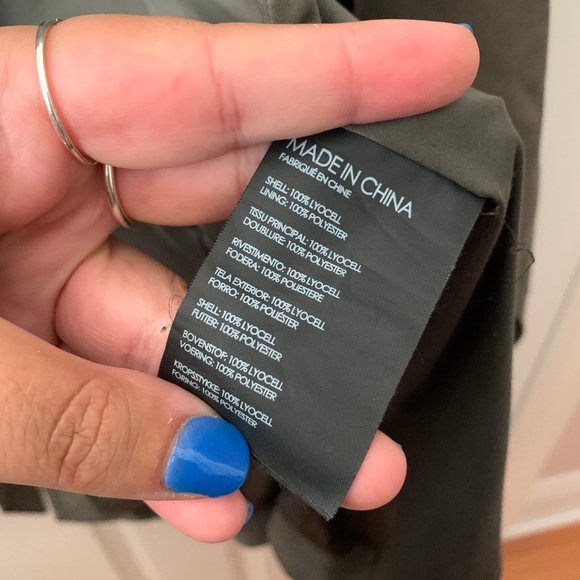 MADE IN CHINA
FABRIQUÉ EN CHINE
SHELL: 100% LYOCELL
LINING: 100% POLYESTER
TISSU PRINCIPAL: 100% LYOCELL
DOUBLURE: 100% POLYESTER
RIVESTIMENTO: 100% LYOCELL
FODERA: 100% POLIESTERE
TELA EXTERIOR: 100% LYOCELL
FORRO: 100% POLIÉSTER
SHELL: 100% LYOCELL
FUTTER: 100% POLYESTER
BOVENSTOF: 100% LYOCELL
VOERING: 100% POLYESTER
KROPSSTYKKE: 100% LYOCELL
FORING: 100% POLYESTER